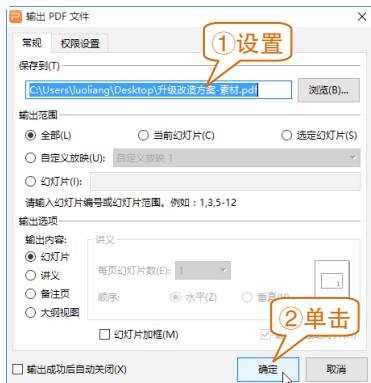 输出 PDF 文件
常规 权限设置
①设置
保存到(T)
C:\Users\luoliang\Desktop\升级改造方案-素材.pdf 浏览(B)...
输出范围
全部(L) 当前幻灯片(C) 选定幻灯片(S)
自定义放映(U): 自定义放映 1
幻灯片(I):
请输入幻灯片编号或幻灯片范围。例如：1,3,5-12
输出选项
输出内容: 讲义
幻灯片
讲义 每页幻灯片数(E): 1
备注页 顺序: 水平(Z) 垂直
大纲视图
1
②单击
幻灯片加框(M)
输出成功后自动关闭(X) 确定 取消